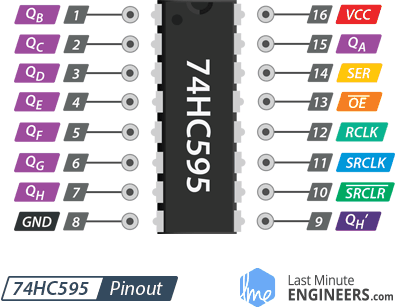 QB 1 16 VCC
QC 2 15 QA
QD 3 14 SER
QE 4 13 OE
QF 5 12 RCLK
QG 6 11 SRCLK
QH 7 10 SRCLR
GND 8 9 QH'
74HC595
74HC595 Pinout
lme Last Minute
ENGINEERS.com